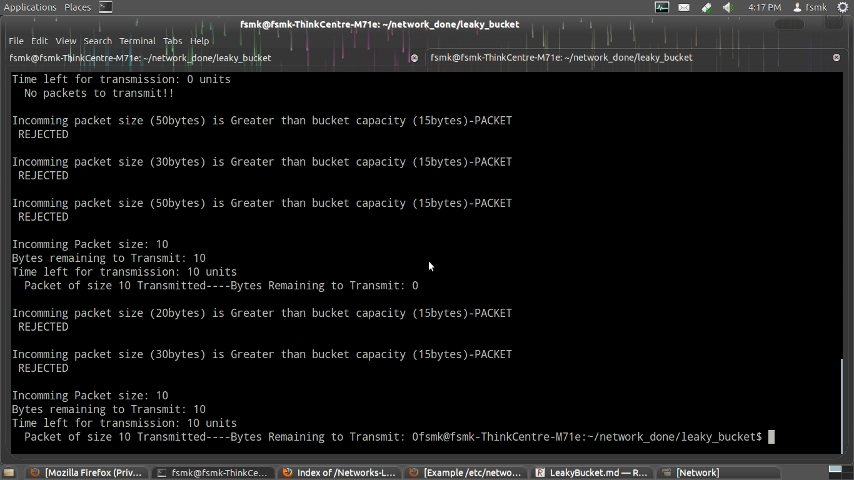 Applications Places 4:17 PM fsmk
fsmk@fsmk-ThinkCentre-M71e: ~/network_done/leaky_bucket
File Edit View Search Terminal Tabs Help
fsmk@fsmk-ThinkCentre-M71e: ~/network_done/leaky_bucket fsmk@fsmk-ThinkCentre-M71e: ~/network_done/leaky_bucket
Time left for transmission: 0 units
No packets to transmit!!
Incomming packet size (50bytes) is Greater than bucket capacity (15bytes)-PACKET
REJECTED
Incomming packet size (30bytes) is Greater than bucket capacity (15bytes)-PACKET
REJECTED
Incomming packet size (50bytes) is Greater than bucket capacity (15bytes)-PACKET
REJECTED
Incomming Packet size: 10
Bytes remaining to Transmit: 10
Time left for transmission: 10 units
Packet of size 10 Transmitted----Bytes Remaining to Transmit: 0
Incomming packet size (20bytes) is Greater than bucket capacity (15bytes)-PACKET
REJECTED
Incomming packet size (30bytes) is Greater than bucket capacity (15bytes)-PACKET
REJECTED
Incomming Packet size: 10
Bytes remaining to Transmit: 10
Time left for transmission: 10 units
Packet of size 10 Transmitted----Bytes Remaining to Transmit: 0fsmk@fsmk-ThinkCentre-M71e:~/network_done/leaky_bucket$
[Mozilla Firefox (Priv... fsmk@fsmk-ThinkCe... Index of /Networks-L... [Example /etc/netwo... LeakyBucket.md — R... [Network]